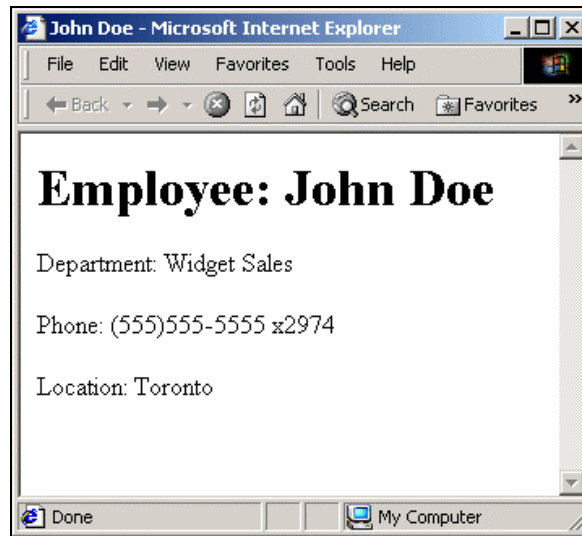 John Doe - Microsoft Internet Explorer
File Edit View Favorites Tools Help
Back Search Favorites »
Employee: John Doe
Department: Widget Sales
Phone: (555)555-5555 x2974
Location: Toronto
Done My Computer